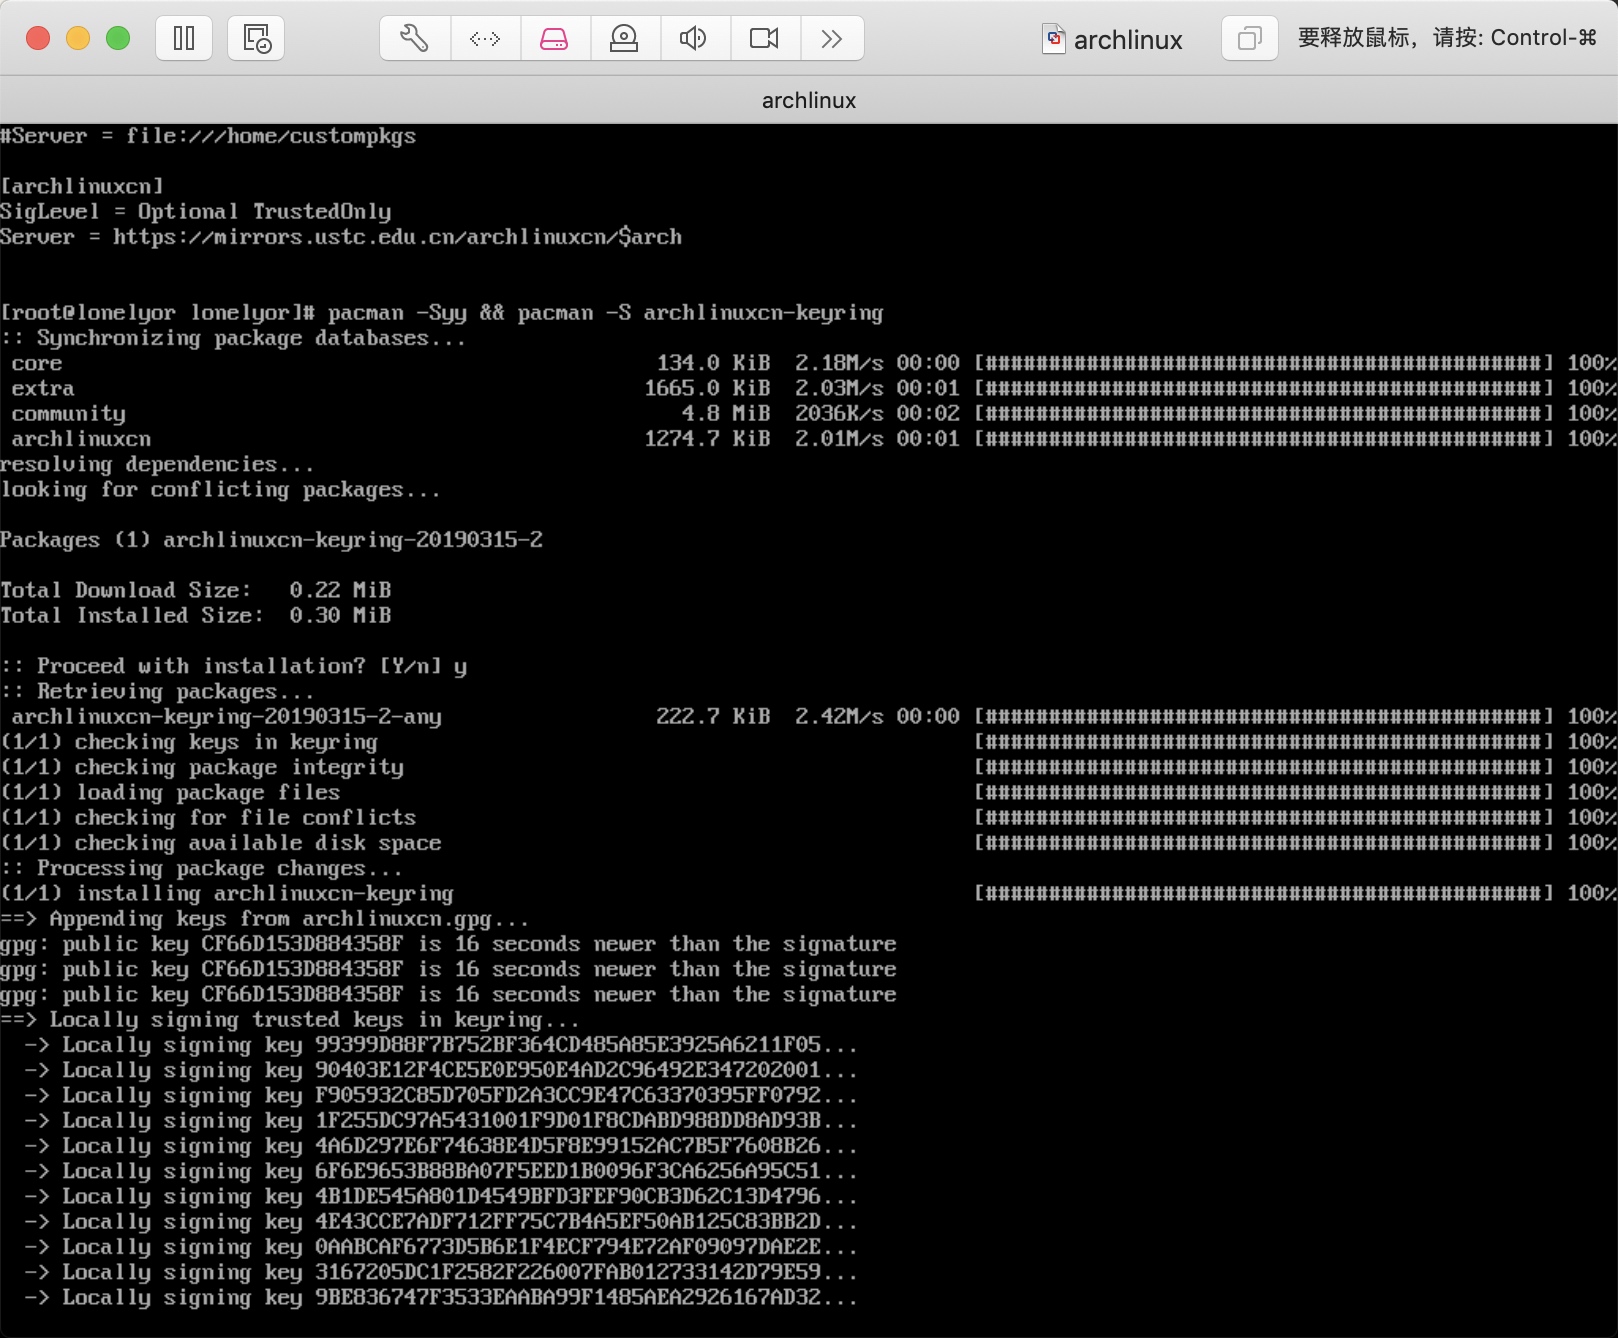 archlinux
要释放鼠标，请按: Control-⌘
archlinux
#Server = file:///home/custompkgs
[archlinuxcn]
SigLevel = Optional TrustedOnly
Server = https://mirrors.ustc.edu.cn/archlinuxcn/$arch
[root@lonelyor lonelyor]# pacman -Syy && pacman -S archlinuxcn-keyring
:: Synchronizing package databases...
core 134.0 KiB 2.18M/s 00:00 [############################################] 100%
extra 1665.0 KiB 2.03M/s 00:01 [############################################] 100%
community 4.8 MiB 2036K/s 00:02 [############################################] 100%
archlinuxcn 1274.7 KiB 2.01M/s 00:01 [############################################] 100%
resolving dependencies...
looking for conflicting packages...
Packages (1) archlinuxcn-keyring-20190315-2
Total Download Size: 0.22 MiB
Total Installed Size: 0.30 MiB
:: Proceed with installation? [Y/n] y
:: Retrieving packages...
archlinuxcn-keyring-20190315-2-any 222.7 KiB 2.42M/s 00:00 [############################################] 100%
(1/1) checking keys in keyring [############################################] 100%
(1/1) checking package integrity [############################################] 100%
(1/1) loading package files [############################################] 100%
(1/1) checking for file conflicts [############################################] 100%
(1/1) checking available disk space [############################################] 100%
:: Processing package changes...
(1/1) installing archlinuxcn-keyring [############################################] 100%
==> Appending keys from archlinuxcn.gpg...
gpg: public key CF66D153D884358F is 16 seconds newer than the signature
gpg: public key CF66D153D884358F is 16 seconds newer than the signature
gpg: public key CF66D153D884358F is 16 seconds newer than the signature
==> Locally signing trusted keys in keyring...
-> Locally signing key 99399D88F7B752BF364CD485A85E3925A6211F05...
-> Locally signing key 90403E12F4CE5E0E950E4AD2C96492E347202001...
-> Locally signing key F905932C85D705FD2A3CC9E47C63370395FF0792...
-> Locally signing key 1F255DC97A5431001F9D01F8CDABD988DD8AD93B...
-> Locally signing key 4A6D297E6F74638E4D5F8E99152AC7B5F7608B26...
-> Locally signing key 6F6E9653B88BA07F5EED1B0096F3CA6256A95C51...
-> Locally signing key 4B1DE545A801D4549BFD3FEF90CB3D62C13D4796...
-> Locally signing key 4E43CCE7ADF712FF75C7B4A5EF50AB125C83BB2D...
-> Locally signing key 0AABCAF6773D5B6E1F4ECF794E72AF09097DAE2E...
-> Locally signing key 3167205DC1F2582F226007FAB012733142D79E59...
-> Locally signing key 9BE836747F3533EAABA99F1485AEA2926167AD32...